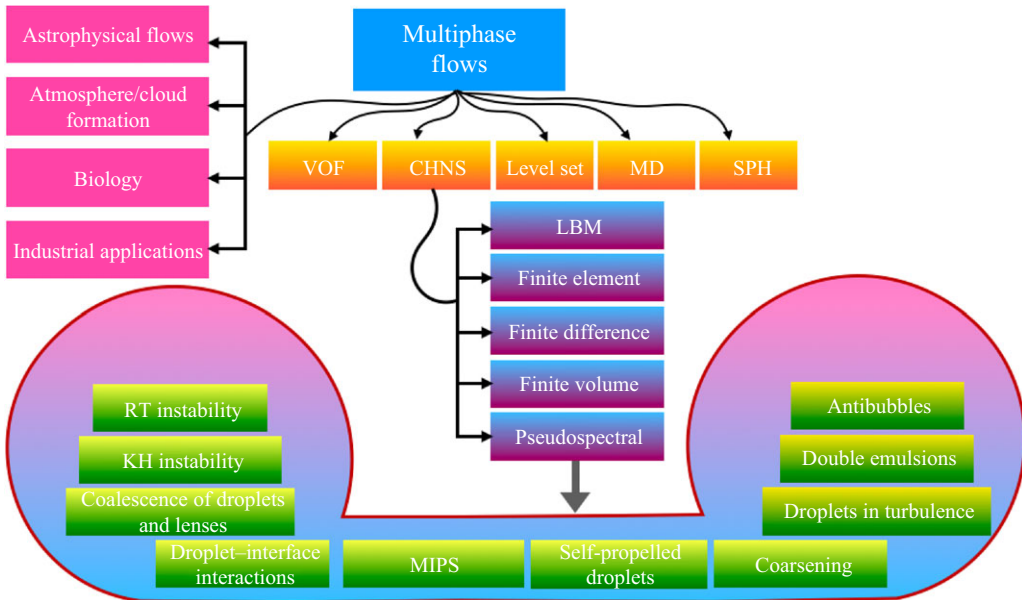 Multiphase
flows
Astrophysical flows
Atmosphere/cloud
formation
Biology
Industrial applications
VOF
CHNS
Level set
MD
SPH
LBM
Finite element
Finite difference
Finite volume
Pseudospectral
RT instability
KH instability
Coalescence of droplets
and lenses
Droplet–interface
interactions
MIPS
Self-propelled
droplets
Coarsening
Antibubbles
Double emulsions
Droplets in turbulence